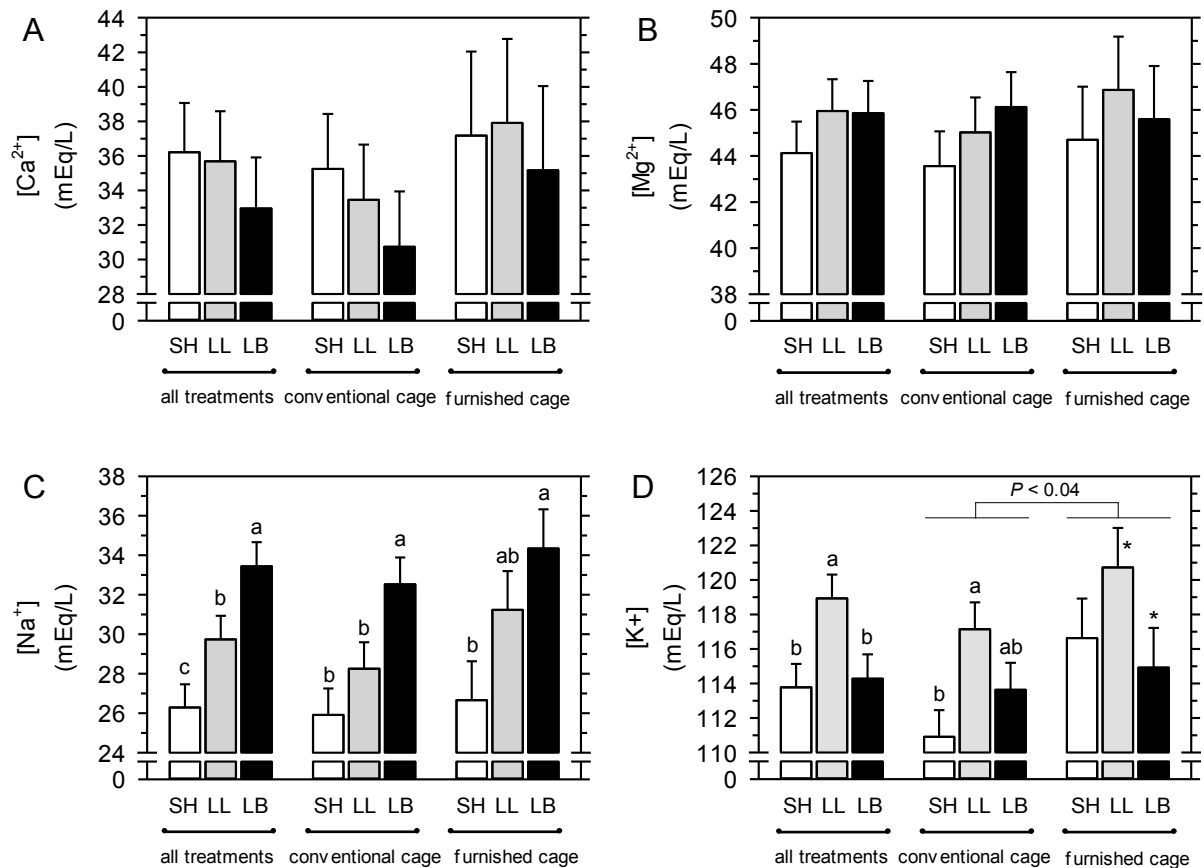 A
[Ca2+]
(mEq/L)
44
42
40
38
36
34
32
30
28
0
SH LL LB SH LL LB SH LL LB
all treatments conventional cage furnished cage
B
[Mg2+]
(mEq/L)
50
48
46
44
42
40
38
0
SH LL LB SH LL LB SH LL LB
all treatments conventional cage furnished cage
C
[Na+]
(mEq/L)
38
36
34
32
30
28
26
24
0
c b a b b a b ab a
SH LL LB SH LL LB SH LL LB
all treatments conventional cage furnished cage
D
[K+]
(mEq/L)
126
124
122
120
118
116
114
112
110
0
P < 0.04
b a b b a ab * *
SH LL LB SH LL LB SH LL LB
all treatments conventional cage furnished cage